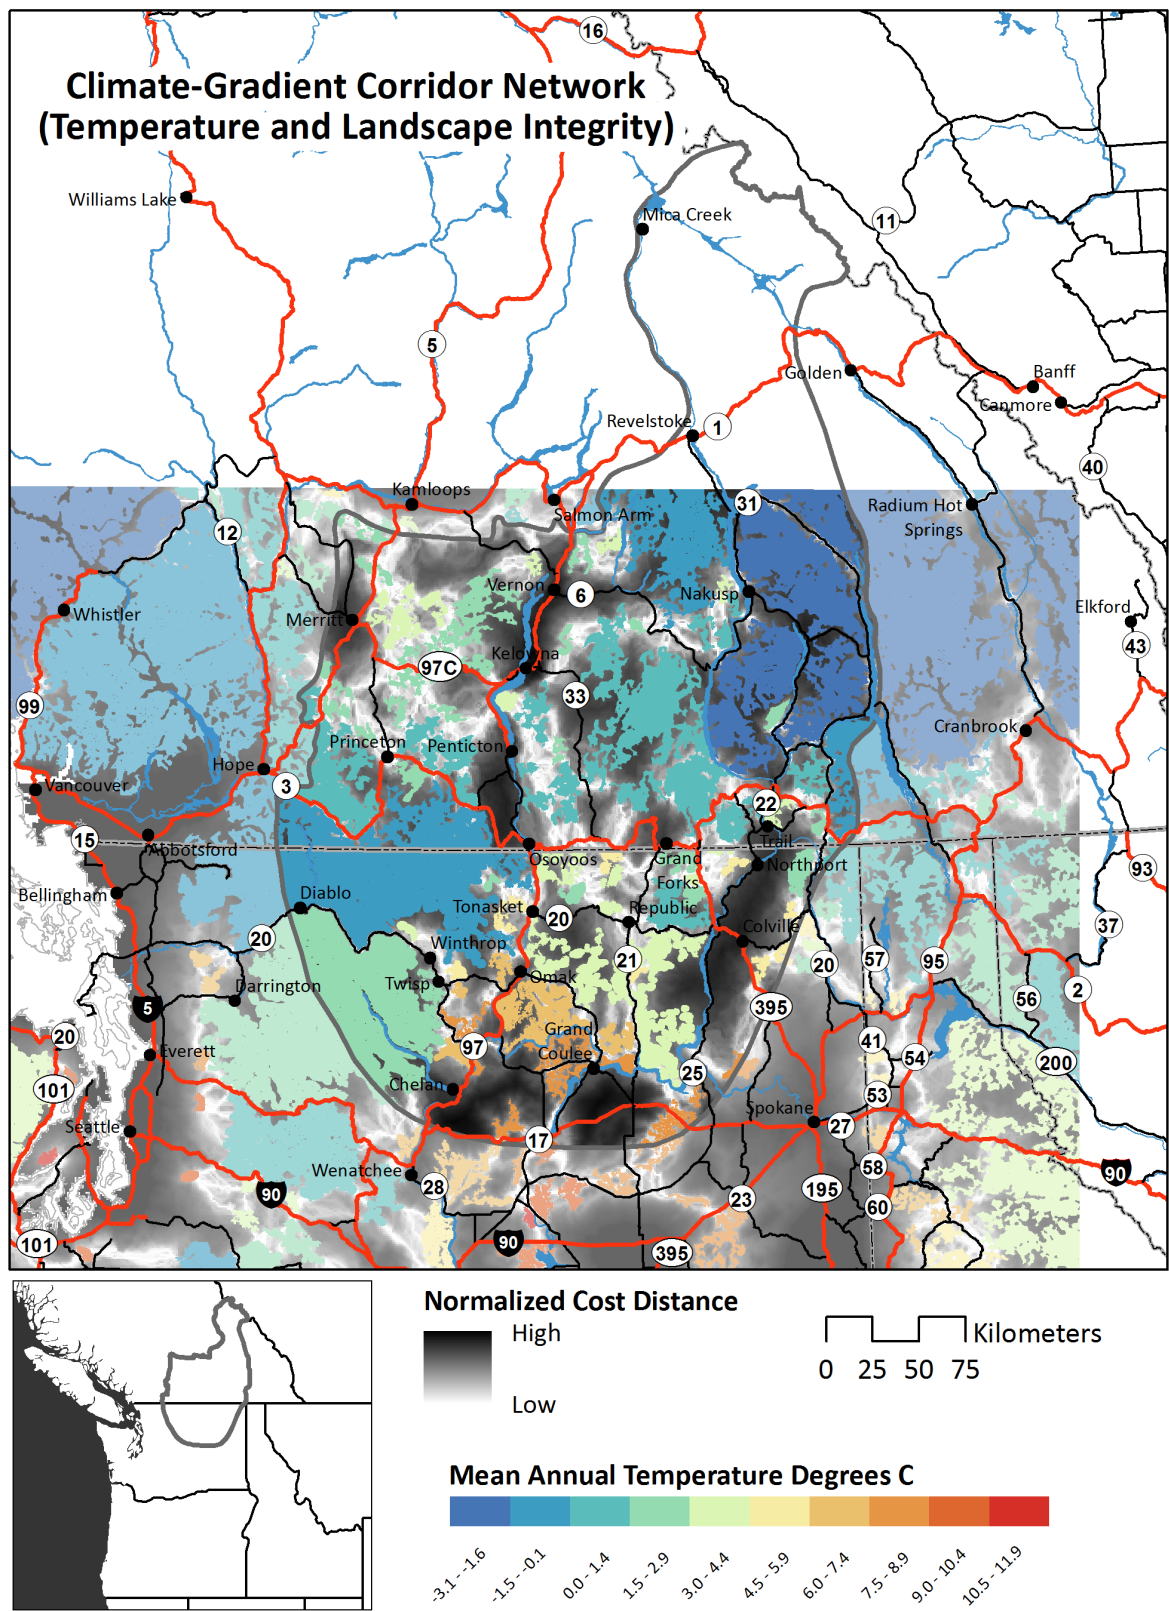 16
Climate-Gradient Corridor Network
(Temperature and Landscape Integrity)
Williams Lake
Mica Creek
11
5
Golden
Banff
Canmore
Revelstoke
1
40
Kamloops
Salmon Arm
31
Radium Hot
Springs
12
Vernon
6
Nakusp
Whistler
Merritt
Elkford
43
Kelowna
97C
33
99
Princeton
Penticton
Cranbrook
Hope
3
Vancouver
22
15
Abbotsford
Trail
Osoyoos
Grand
Forks
Northport
93
Bellingham
Diablo
Tonasket
20
Republic
37
20
Winthrop
Colville
21
20
57
95
Twisp
Omak
Darrington
56
2
5
395
20
Everett
97
Grand
Coulee
41
54
200
101
Chelan
25
53
Seattle
Spokane
27
17
Wenatchee
28
58
90
90
23
195
60
101
90
395
Normalized Cost Distance
High
Low
Kilometers
0 25 50 75
Mean Annual Temperature Degrees C
-3.1 - -1.6
-1.5 - -0.1
0.0 - 1.4
1.5 - 2.9
3.0 - 4.4
4.5 - 5.9
6.0 - 7.4
7.5 - 8.9
9.0 - 10.4
10.5 - 11.9